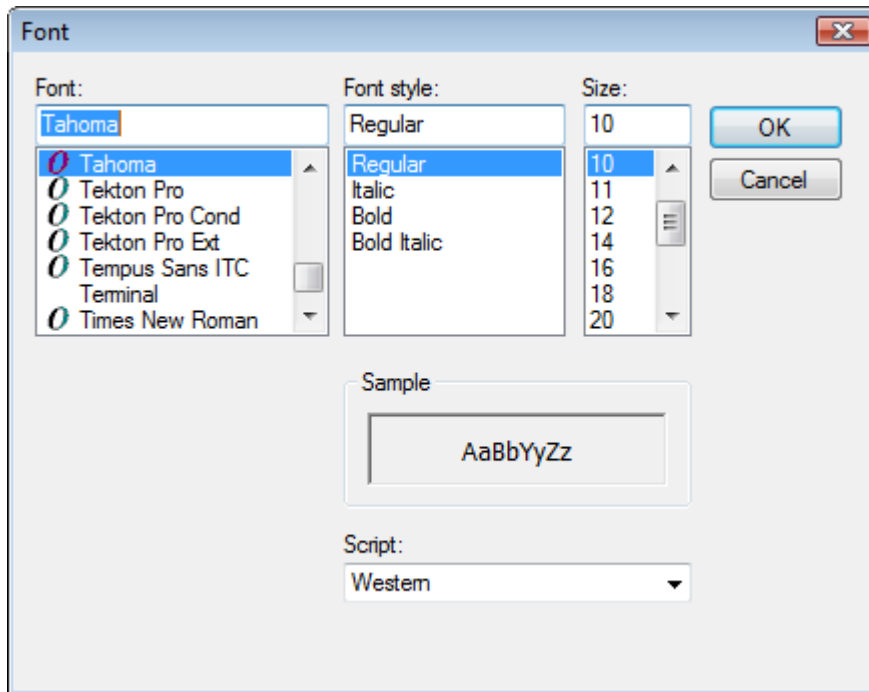 Font
Font:
Tahoma
Tahoma
Tekton Pro
Tekton Pro Cond
Tekton Pro Ext
Tempus Sans ITC
Terminal
Times New Roman
Font style:
Regular
Regular
Italic
Bold
Bold Italic
Size:
10
10
11
12
14
16
18
20
OK
Cancel
Sample
AaBbYyZz
Script:
Western